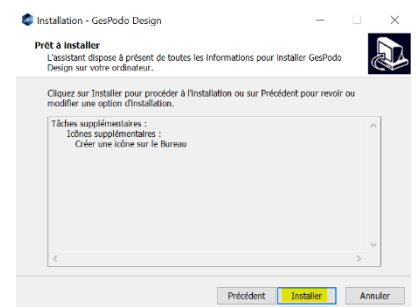 Installation - GesPodo Design
Prêt à installer
L'assistant dispose à présent de toutes les informations pour installer GesPodo
Design sur votre ordinateur.
Cliquez sur Installer pour procéder à l'installation ou sur Précédent pour revoir ou
modifier une option d'installation.
Tâches supplémentaires :
Icônes supplémentaires :
Créer une icône sur le Bureau
Précédent Installer Annuler